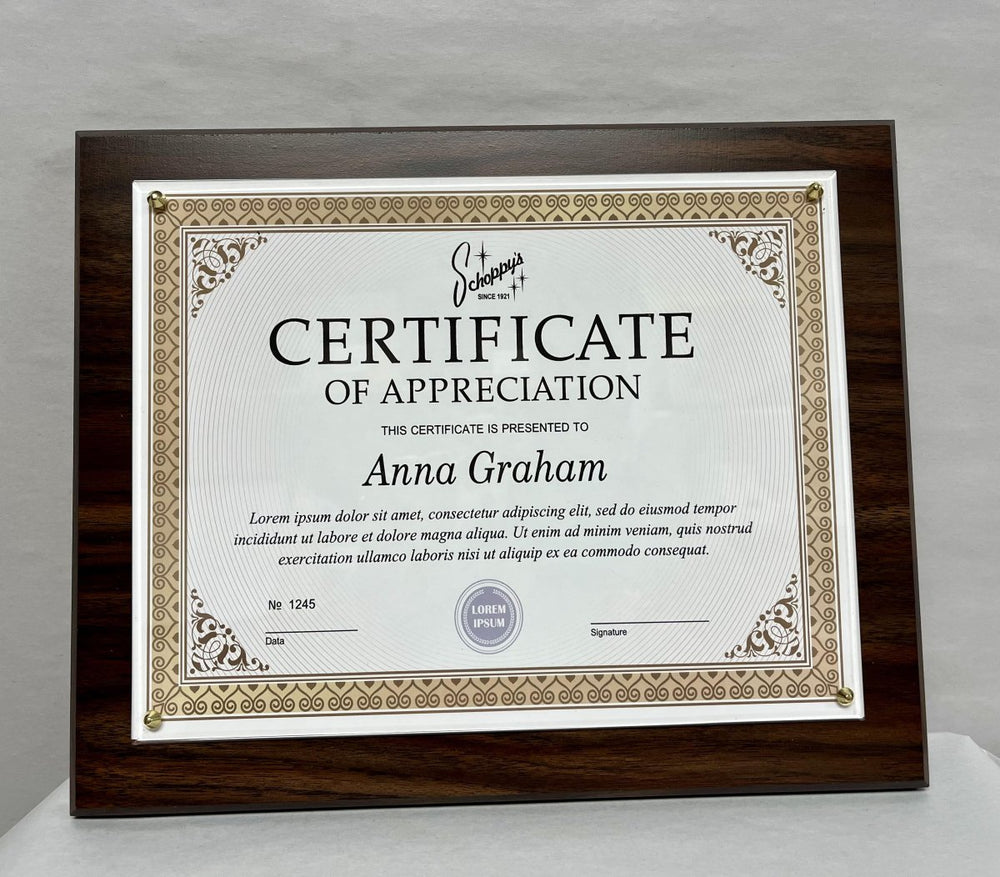 Schoppy's
SINCE 1921
CERTIFICATE
OF APPRECIATION
THIS CERTIFICATE IS PRESENTED TO
Anna Graham
Lorem ipsum dolor sit amet, consectetur adipiscing elit, sed do eiusmod tempor
incididunt ut labore et dolore magna aliqua. Ut enim ad minim veniam, quis nostrud
exercitation ullamco laboris nisi ut aliquip ex ea commodo consequat.
№ 1245
LOREM
IPSUM
Data
Signature